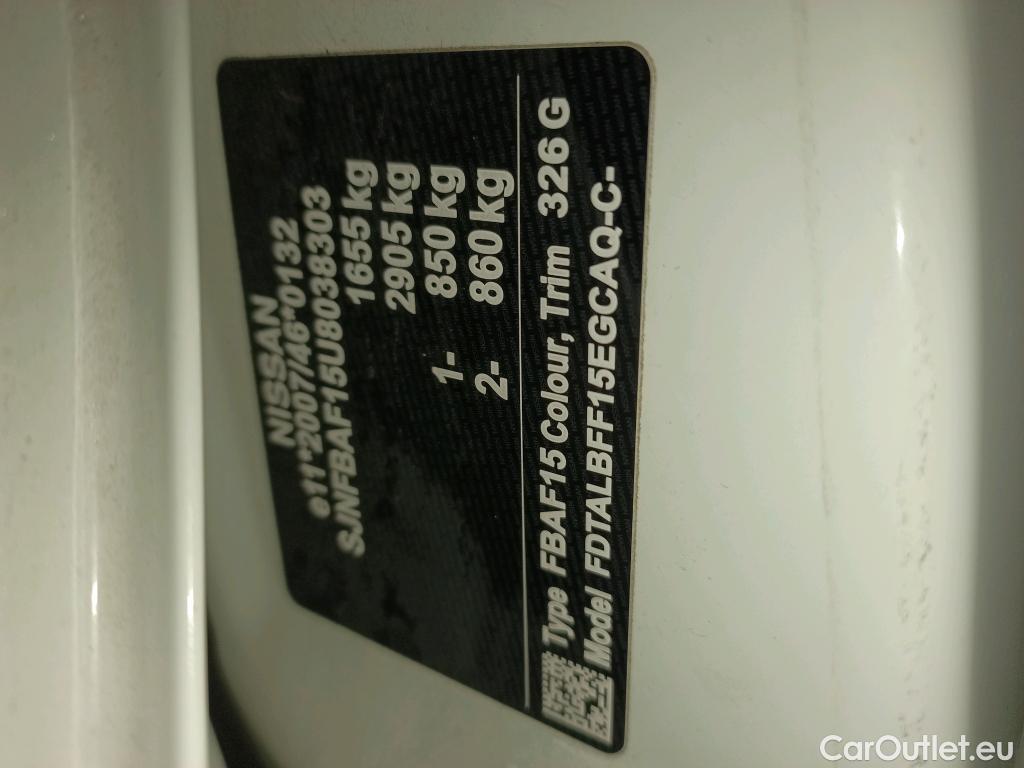 NISSAN
e11*2007/46*0132
SJNFBAF15U8038303
1655 kg
2905 kg
1- 850 kg
2- 860 kg
Type FBAF15 Colour, Trim 326 G
Model FDTALBFF15EGCAQ-C-
CarOutlet.eu